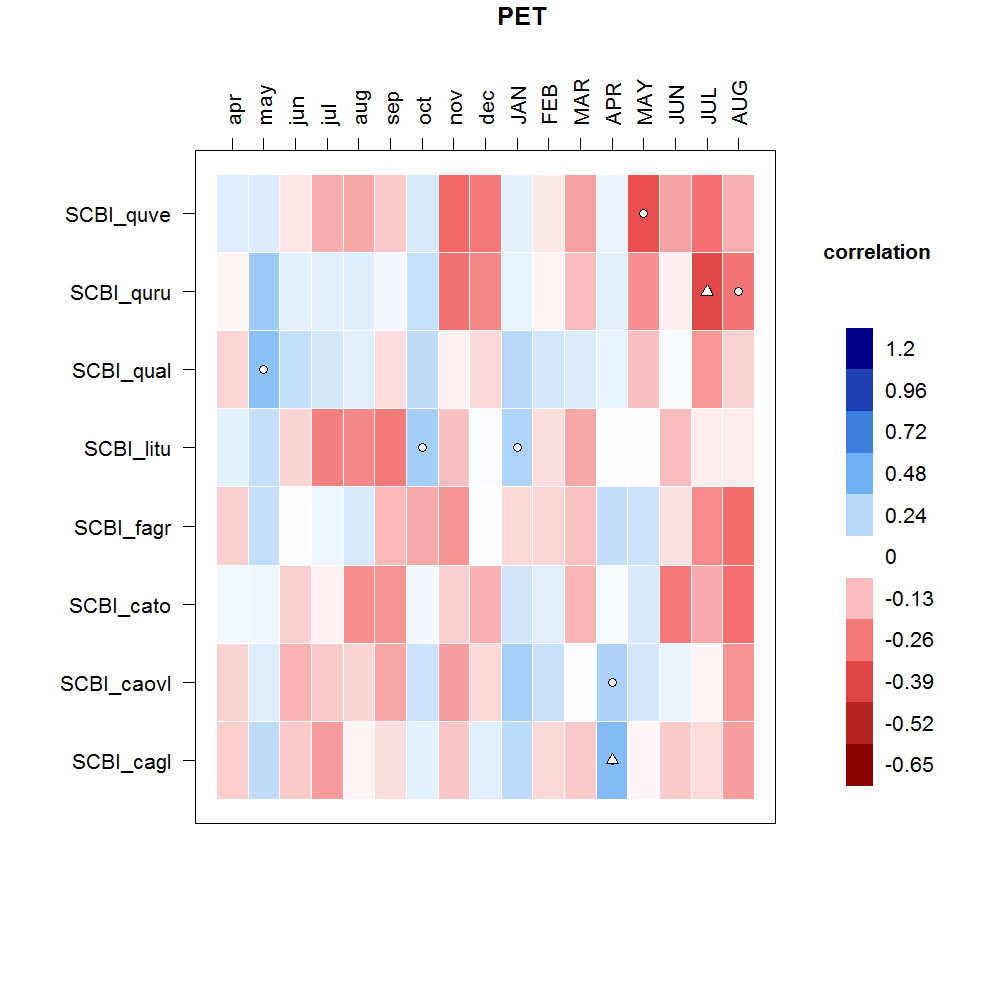 PET
apr may jun jul aug sep oct nov dec JAN FEB MAR APR MAY JUN JUL AUG
SCBI_quve
SCBI_quru
SCBI_qual
SCBI_litu
SCBI_fagr
SCBI_cato
SCBI_caovl
SCBI_cagl
correlation
1.2
0.96
0.72
0.48
0.24
0
-0.13
-0.26
-0.39
-0.52
-0.65